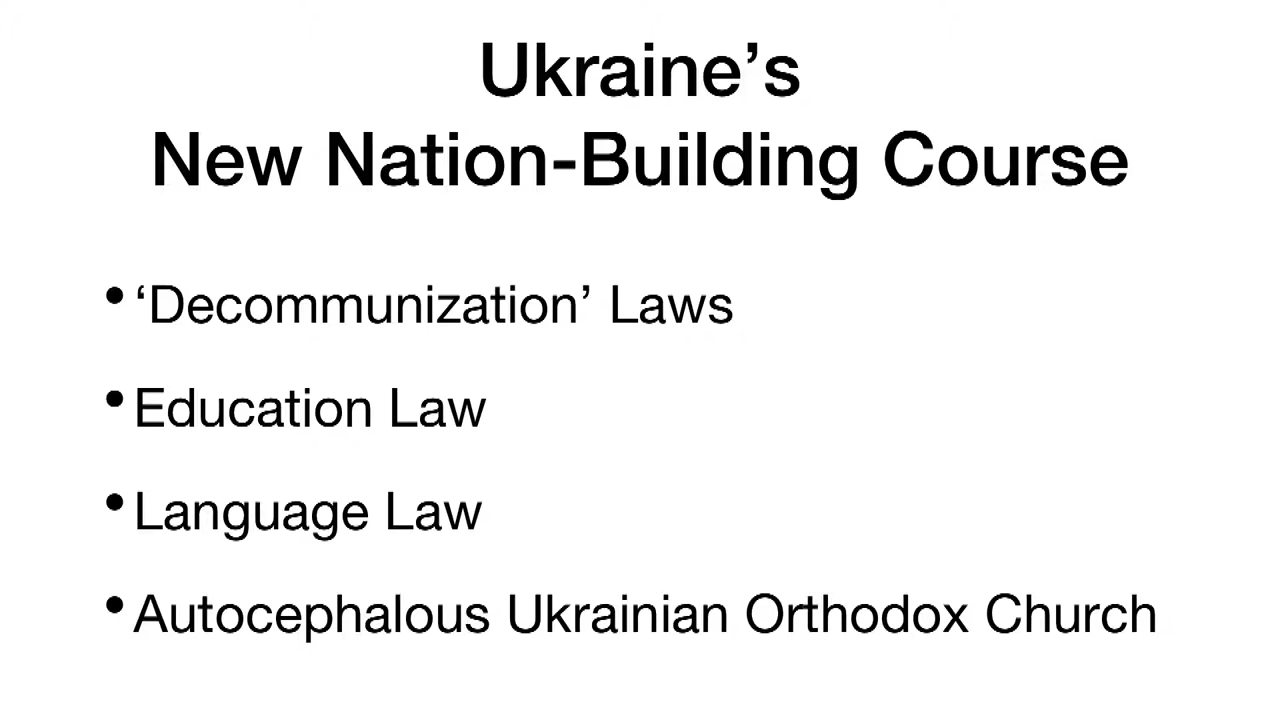 Ukraine’s
New Nation-Building Course
• ‘Decommunization’ Laws
• Education Law
• Language Law
• Autocephalous Ukrainian Orthodox Church